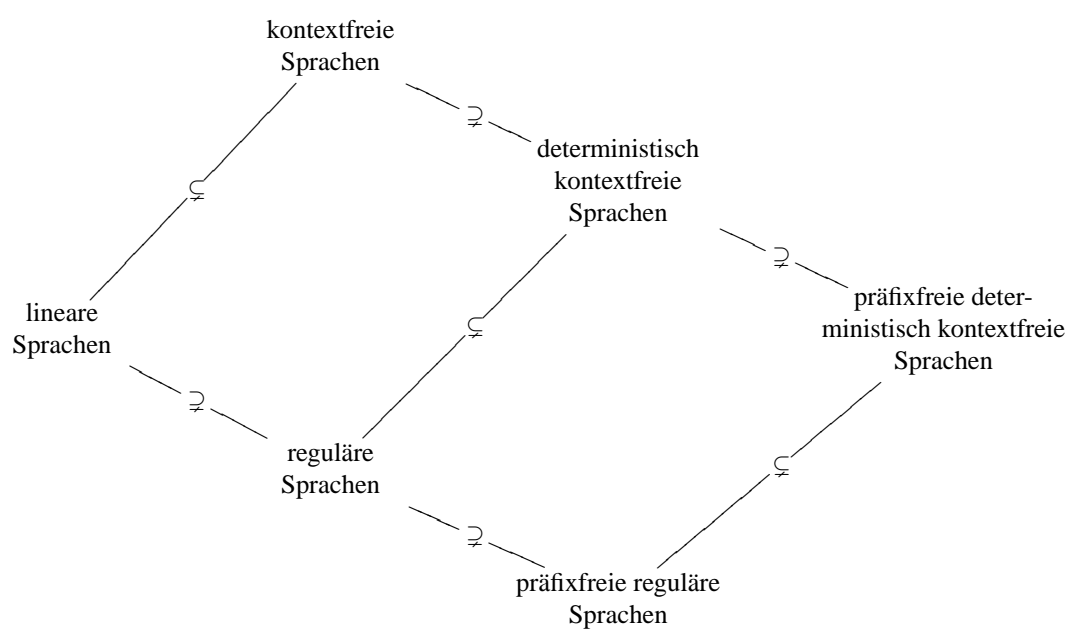 kontextfreie
Sprachen
⊋
deterministisch
kontextfreie
Sprachen
⊊
⊋
präfixfreie deter-
ministisch kontextfreie
Sprachen
lineare
Sprachen
⊊
⊋
reguläre
Sprachen
⊊
⊋
präfixfreie reguläre
Sprachen